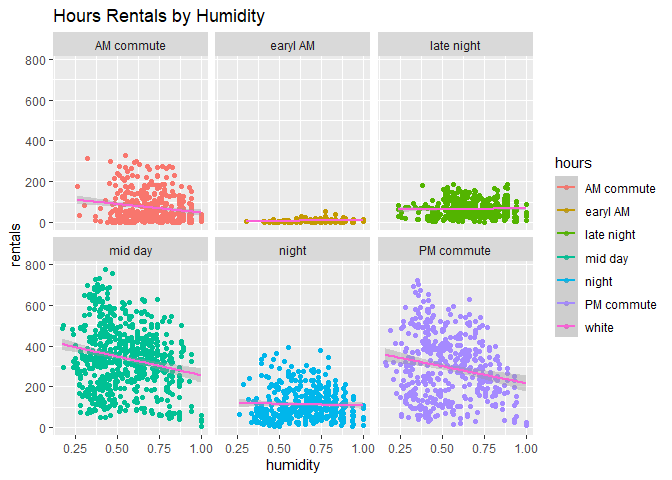 Hours Rentals by Humidity
AM commute
earyl AM
late night
800
600
400
200
0
mid day
night
PM commute
800
600
400
200
0
rentals
0.25
0.50
0.75
1.00
0.25
0.50
0.75
1.00
0.25
0.50
0.75
1.00
humidity
hours
AM commute
earyl AM
late night
mid day
night
PM commute
white